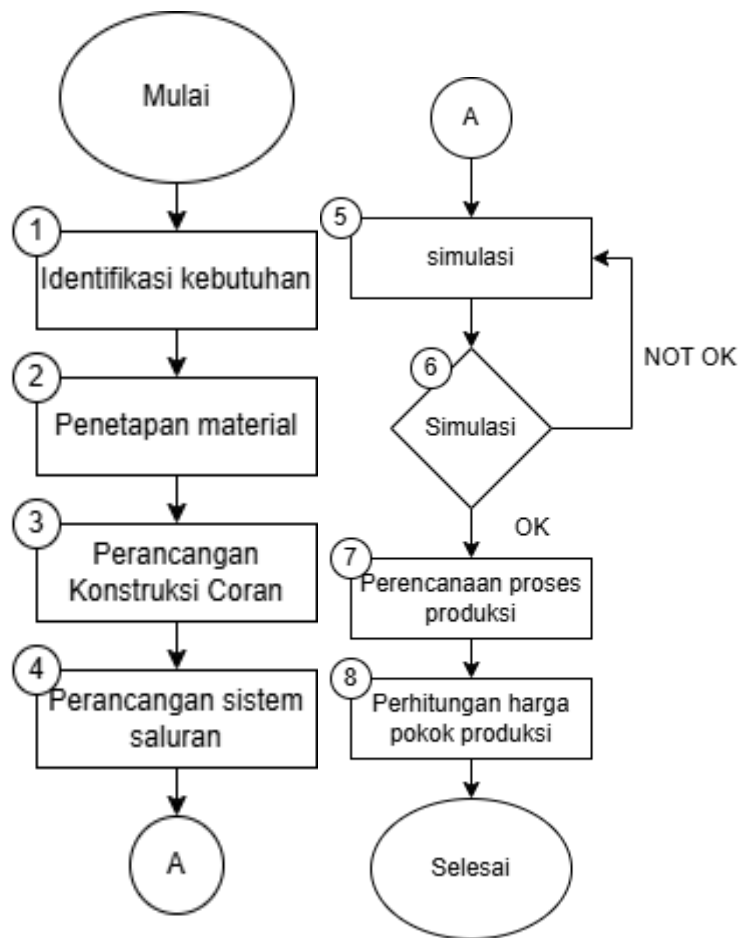 Mulai
1
Identifikasi kebutuhan
2
Penetapan material
3
Perancangan
Konstruksi Coran
4
Perancangan sistem
saluran
A
A
5
simulasi
6
Simulasi
NOT OK
OK
7
Perencanaan proses
produksi
8
Perhitungan harga
pokok produksi
Selesai